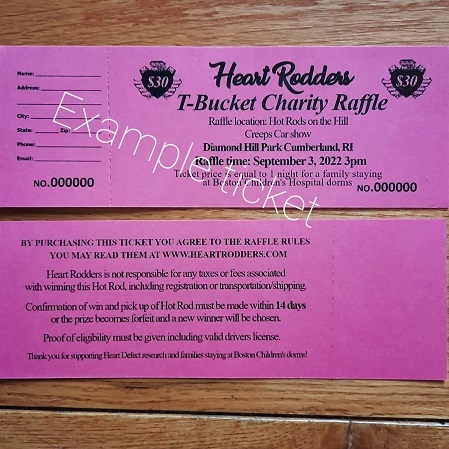 Name:
Address:
City:
State: Zip:
Phone:
Email:
NO.000000
$30
Heart Rodders
$30
T-Bucket Charity Raffle
Raffle location: Hot Rods on the Hill
Creeps Car show
Diamond Hill Park Cumberland, RI
Raffle time: September 3, 2022 3pm
Ticket price is equal to 1 night for a family staying
at Boston Children's Hospital dorms
NO.000000
Example ticket
BY PURCHASING THIS TICKET YOU AGREE TO THE RAFFLE RULES
YOU MAY READ THEM AT WWW.HEARTRODDERS.COM
Heart Rodders is not responsible for any taxes or fees associated
with winning this Hot Rod, including registration or transportation/shipping.
Confirmation of win and pick up of Hot Rod must be made within 14 days
or the prize becomes forfeit and a new winner will be chosen.
Proof of eligibility must be given including valid drivers license.
Thank you for supporting Heart Defect research and families staying at Boston Children's dorms!